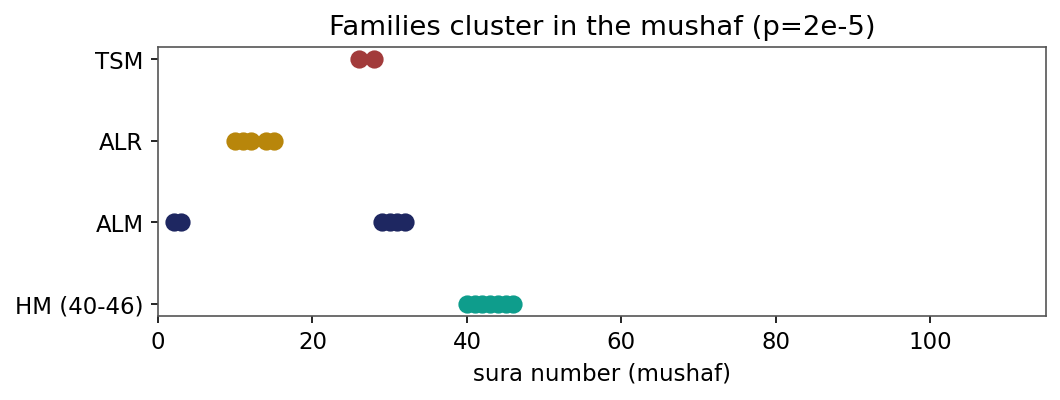 Families cluster in the mushaf (p=2e-5)
TSM
ALR
ALM
HM (40-46)
0 20 40 60 80 100
sura number (mushaf)